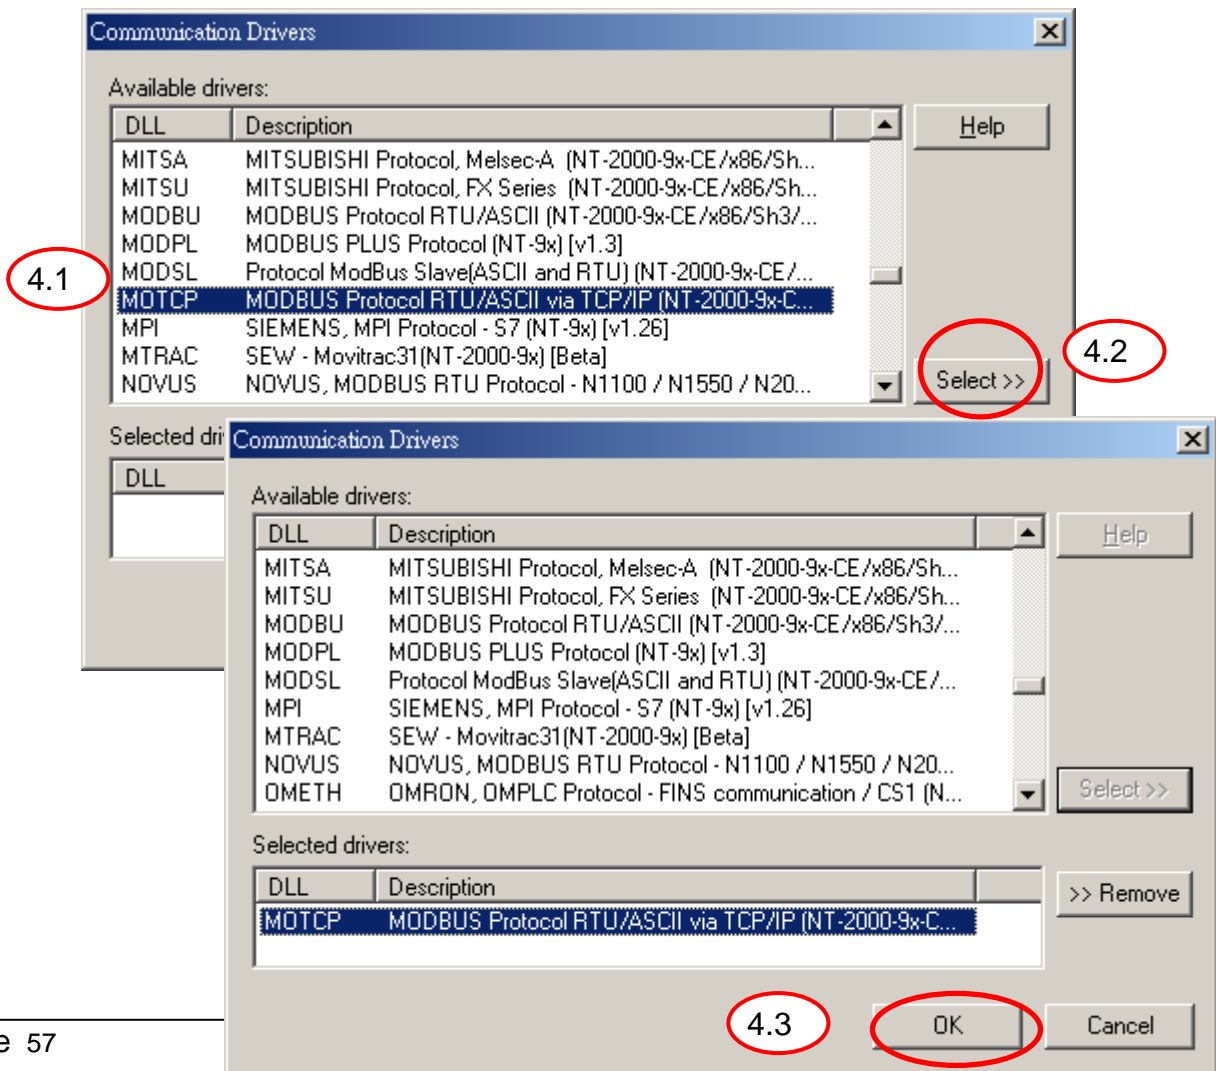 Communication Drivers
Available drivers:
DLL Description
Help
MITSA MITSUBISHI Protocol, Melsec-A (NT-2000-9x-CE/x86/Sh...
MITSU MITSUBISHI Protocol, FX Series (NT-2000-9x-CE/x86/Sh...
MODBU MODBUS Protocol RTU/ASCII (NT-2000-9x-CE/x86/Sh3/...
MODPL MODBUS PLUS Protocol (NT-9x) [v1.3]
4.1
MODSL Protocol ModBus Slave(ASCII and RTU) (NT-2000-9x-CE/...
MOTCP MODBUS Protocol RTU/ASCII via TCP/IP (NT-2000-9x-C...
MPI SIEMENS, MPI Protocol - S7 (NT-9x) [v1.26]
MTRAC SEW - Movitrac31(NT-2000-9x) [Beta]
4.2
NOVUS NOVUS, MODBUS RTU Protocol - N1100 / N1550 / N20...
Select >>
Selected dri
DLL
Communication Drivers
Available drivers:
DLL Description
Help
MITSA MITSUBISHI Protocol, Melsec-A (NT-2000-9x-CE/x86/Sh...
MITSU MITSUBISHI Protocol, FX Series (NT-2000-9x-CE/x86/Sh...
MODBU MODBUS Protocol RTU/ASCII (NT-2000-9x-CE/x86/Sh3/...
MODPL MODBUS PLUS Protocol (NT-9x) [v1.3]
MODSL Protocol ModBus Slave(ASCII and RTU) (NT-2000-9x-CE/...
MPI SIEMENS, MPI Protocol - S7 (NT-9x) [v1.26]
MTRAC SEW - Movitrac31(NT-2000-9x) [Beta]
NOVUS NOVUS, MODBUS RTU Protocol - N1100 / N1550 / N20...
OMETH OMRON, OMPLC Protocol - FINS communication / CS1 (N...
Select >>
Selected drivers:
DLL Description
>> Remove
MOTCP MODBUS Protocol RTU/ASCII via TCP/IP (NT-2000-9x-C...
4.3
OK
Cancel
e 57